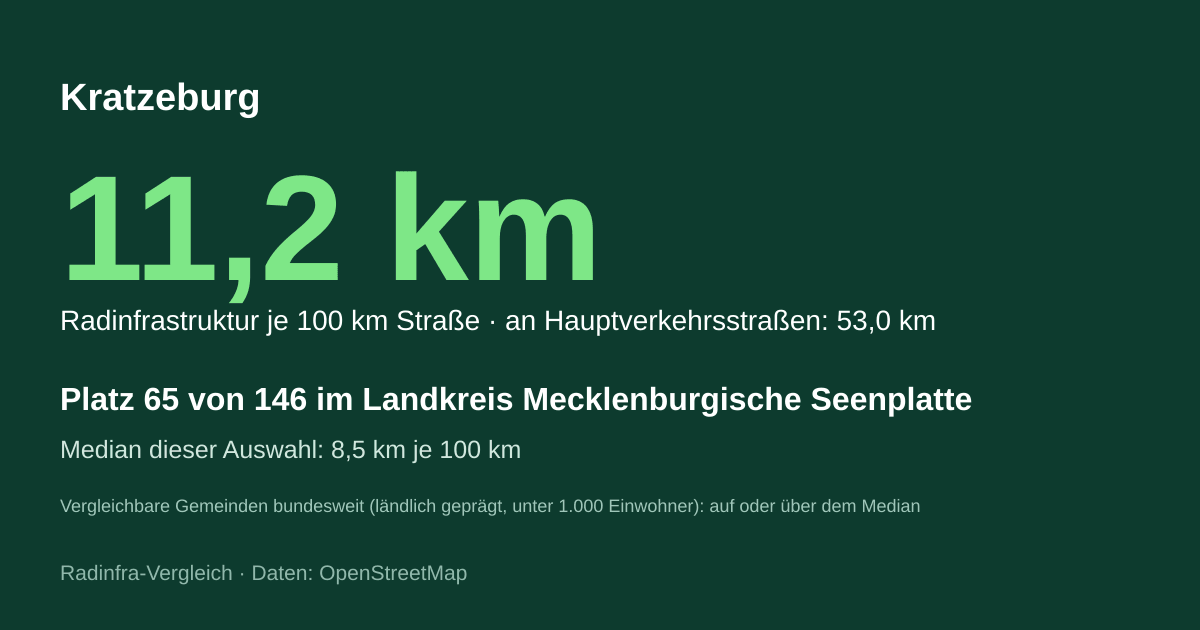 Kratzeburg
11,2 km
Radinfrastruktur je 100 km Straße · an Hauptverkehrsstraßen: 53,0 km
Platz 65 von 146 im Landkreis Mecklenburgische Seenplatte
Median dieser Auswahl: 8,5 km je 100 km
Vergleichbare Gemeinden bundesweit (ländlich geprägt, unter 1.000 Einwohner): auf oder über dem Median
Radinfra-Vergleich · Daten: OpenStreetMap